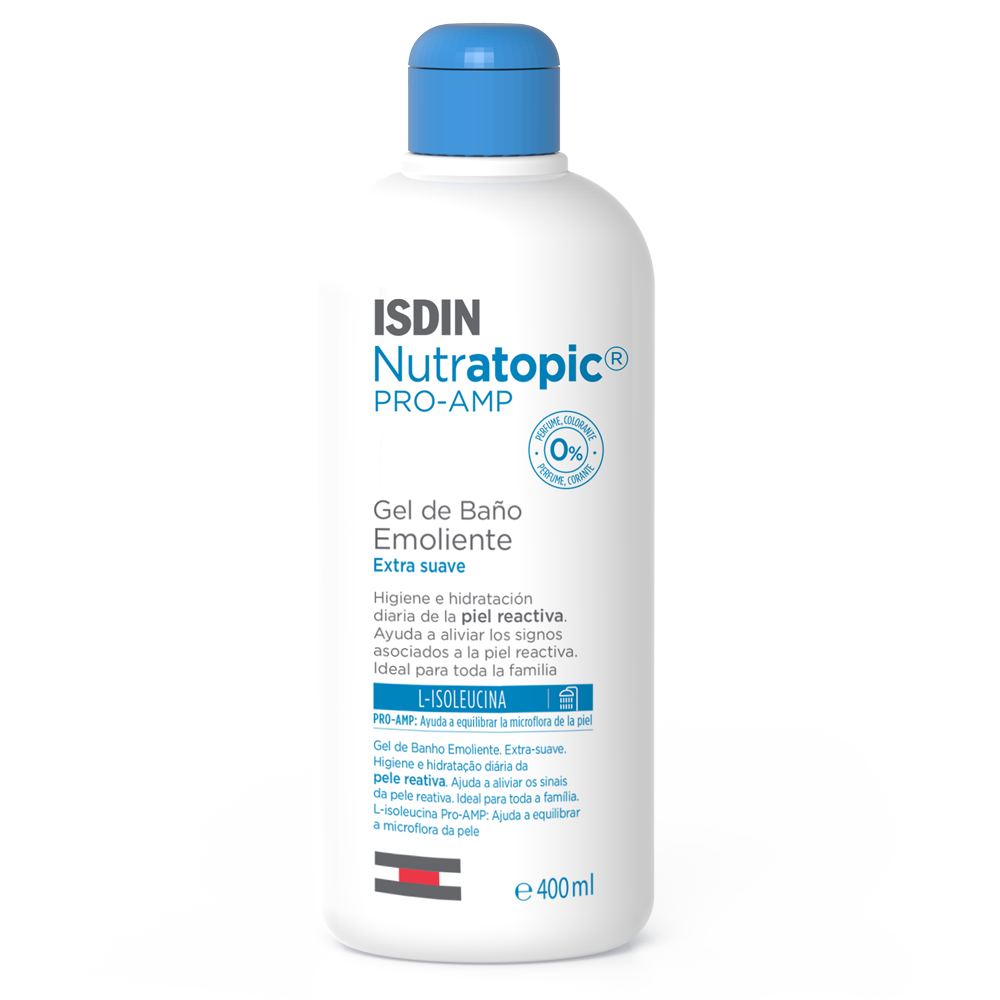 ISDIN
Nutratopic®
PRO-AMP
PERFUME, COLORANTE
0%
PERFUME, CORANTE
Gel de Baño
Emoliente
Extra suave
Higiene e hidratación
diaria de la piel reactiva.
Ayuda a aliviar los signos
asociados a la piel reactiva.
Ideal para toda la familia
L-ISOLEUCINA
PRO-AMP: Ayuda a equilibrar la microflora de la piel
Gel de Banho Emoliente. Extra-suave.
Higiene e hidratação diária da
pele reativa. Ajuda a aliviar os sinais
da pele reativa. Ideal para toda a família.
L-isoleucina Pro-AMP: Ajuda a equilibrar
a microflora da pele
℮ 400 ml